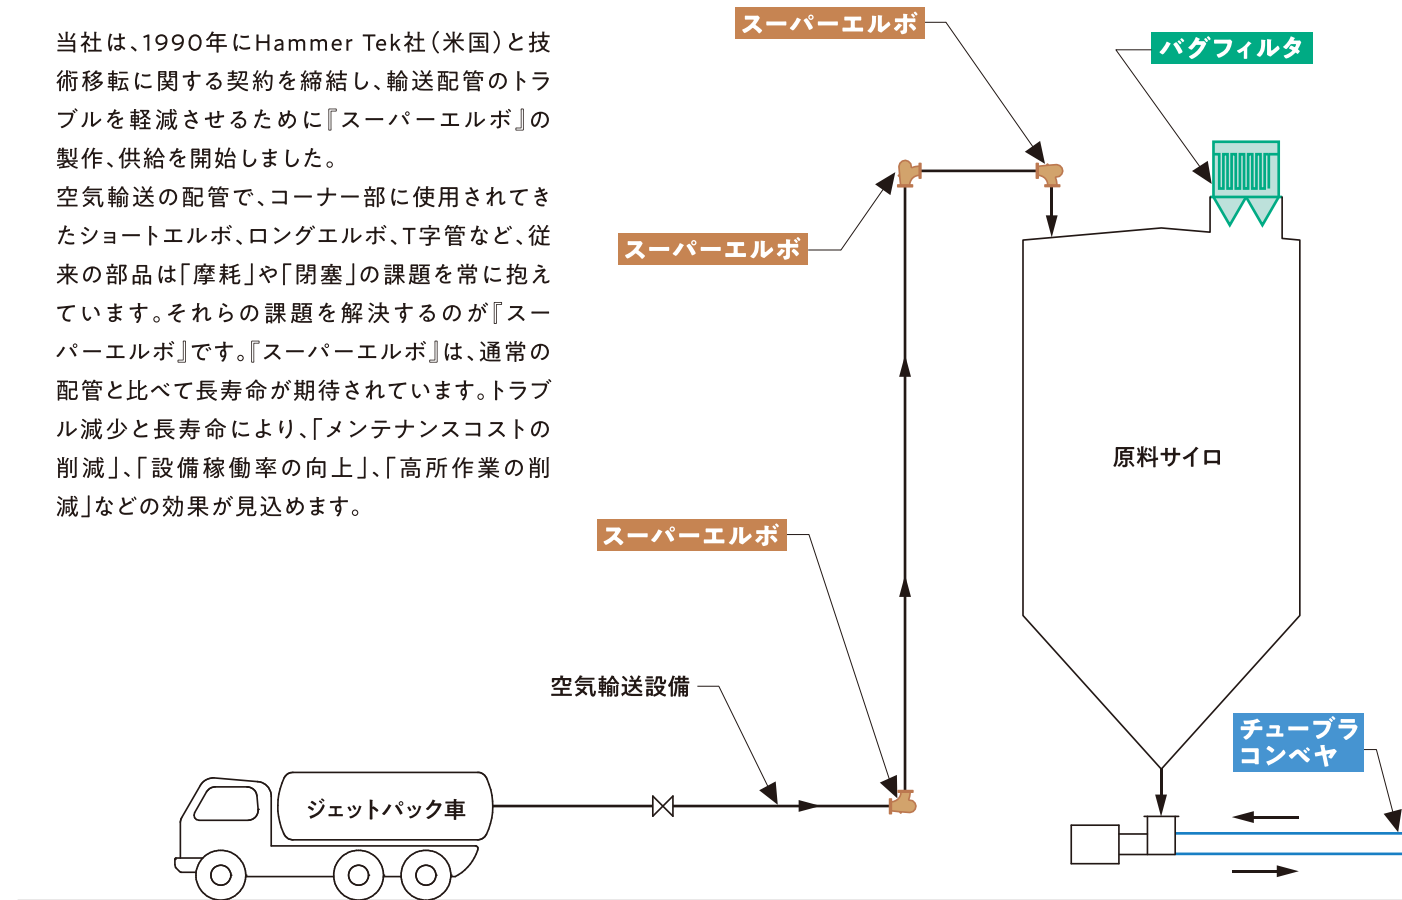 当社は、1990年にHammer Tek社(米国)と技
術移転に関する契約を締結し、輸送配管のトラ
ブルを軽減させるために『スーパーエルボ』の
製作、供給を開始しました。
空気輸送の配管で、コーナー部に使用されてき
たショートエルボ、ロングエルボ、T字管など、従
来の部品は「摩耗」や「閉塞」の課題を常に抱え
ています。それらの課題を解決するのが『スー
パーエルボ』です。『スーパーエルボ』は、通常の
配管と比べて長寿命が期待されています。トラブ
ル減少と長寿命により、「メンテナンスコストの
削減」、「設備稼働率の向上」、「高所作業の削
減」などの効果が見込めます。
スーパーエルボ
バグフィルタ
スーパーエルボ
原料サイロ
スーパーエルボ
空気輸送設備
チューブラ
コンベヤ
ジェットパック車